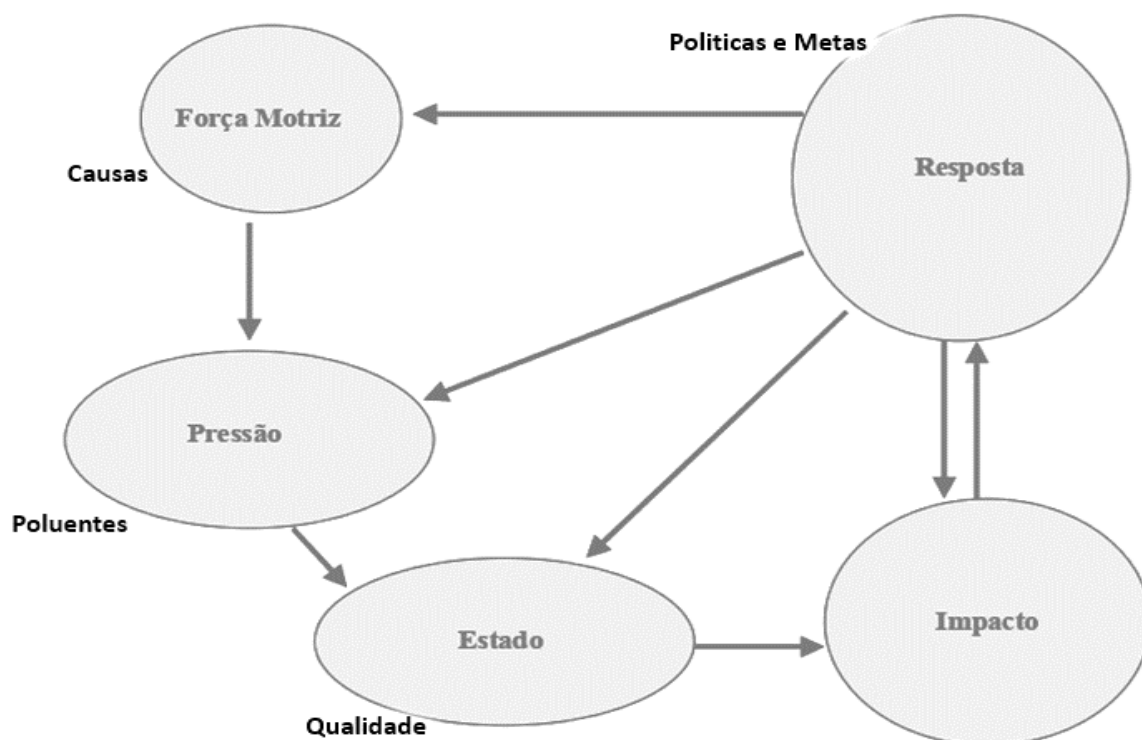 Politicas e Metas
Força Motriz
Resposta
Causas
Pressão
Poluentes
Estado
Impacto
Qualidade